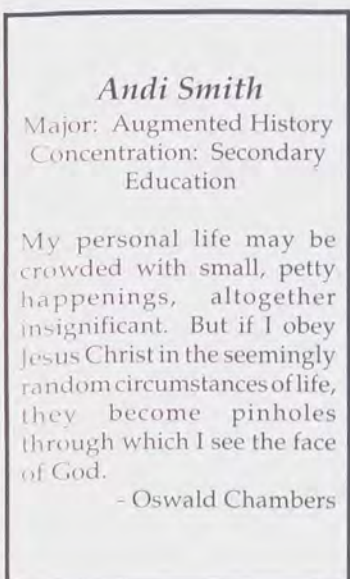 Andi Smith
Major: Augmented History
Concentration: Secondary
Education
My personal life may be
crowded with small, petty
happenings, altogether
insignificant. But if I obey
Jesus Christ in the seemingly
random circumstances of life,
they become pinholes
through which I see the face
of God.
- Oswald Chambers